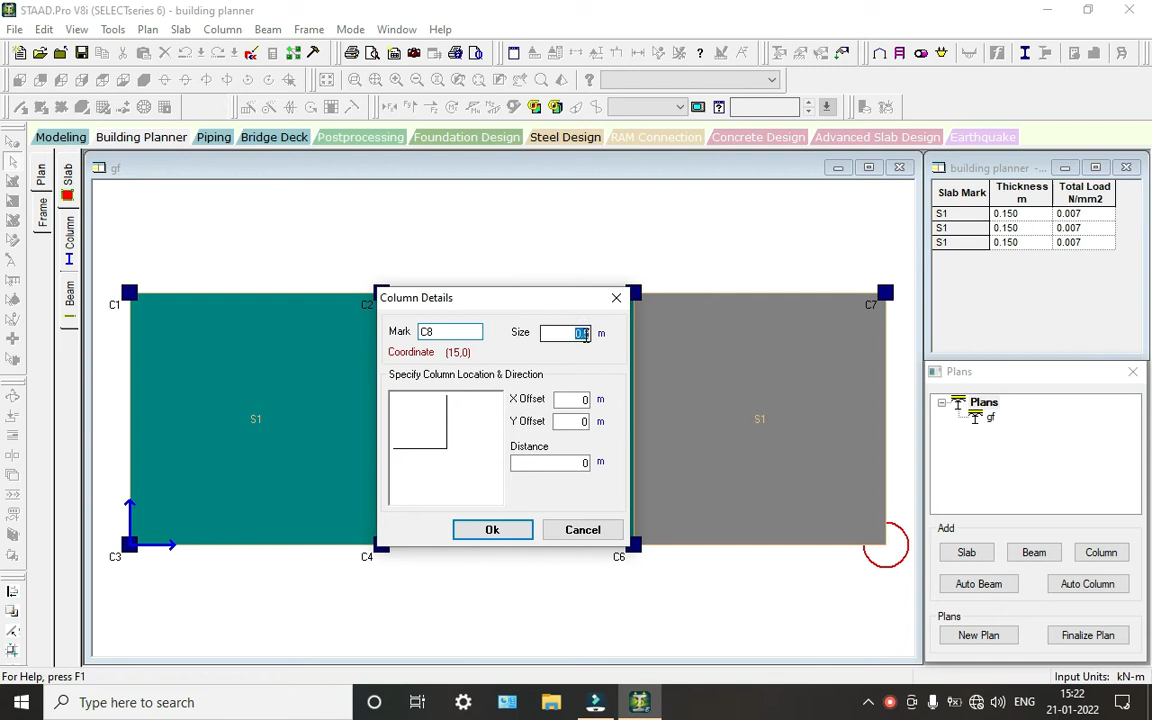 STAAD.Pro V8i (SELECTseries 6) - building planner
File Edit View Tools Plan Slab Column Beam Frame Mode Window Help
Modeling Building Planner Piping Bridge Deck Postprocessing Foundation Design Steel Design RAM Connection Concrete Design Advanced Slab Design Earthquake
Plan
Frame
Slab
Column
Beam
gf
C1
C2
C7
S1
S1
C3
C4
C6
Column Details
Mark C8 Size m
Coordinate (15,0)
Specify Column Location & Direction
X Offset 0 m
Y Offset 0 m
Distance
0 m
Ok Cancel
building planner -...
Slab Mark Thickness m Total Load N/mm2
S1 0.150 0.007
S1 0.150 0.007
S1 0.150 0.007
Plans
Plans
gf
Add
Slab Beam Column
Auto Beam Auto Column
Plans
New Plan Finalize Plan
For Help, press F1
Input Units: kN-m
Type here to search
ENG
15:22
21-01-2022